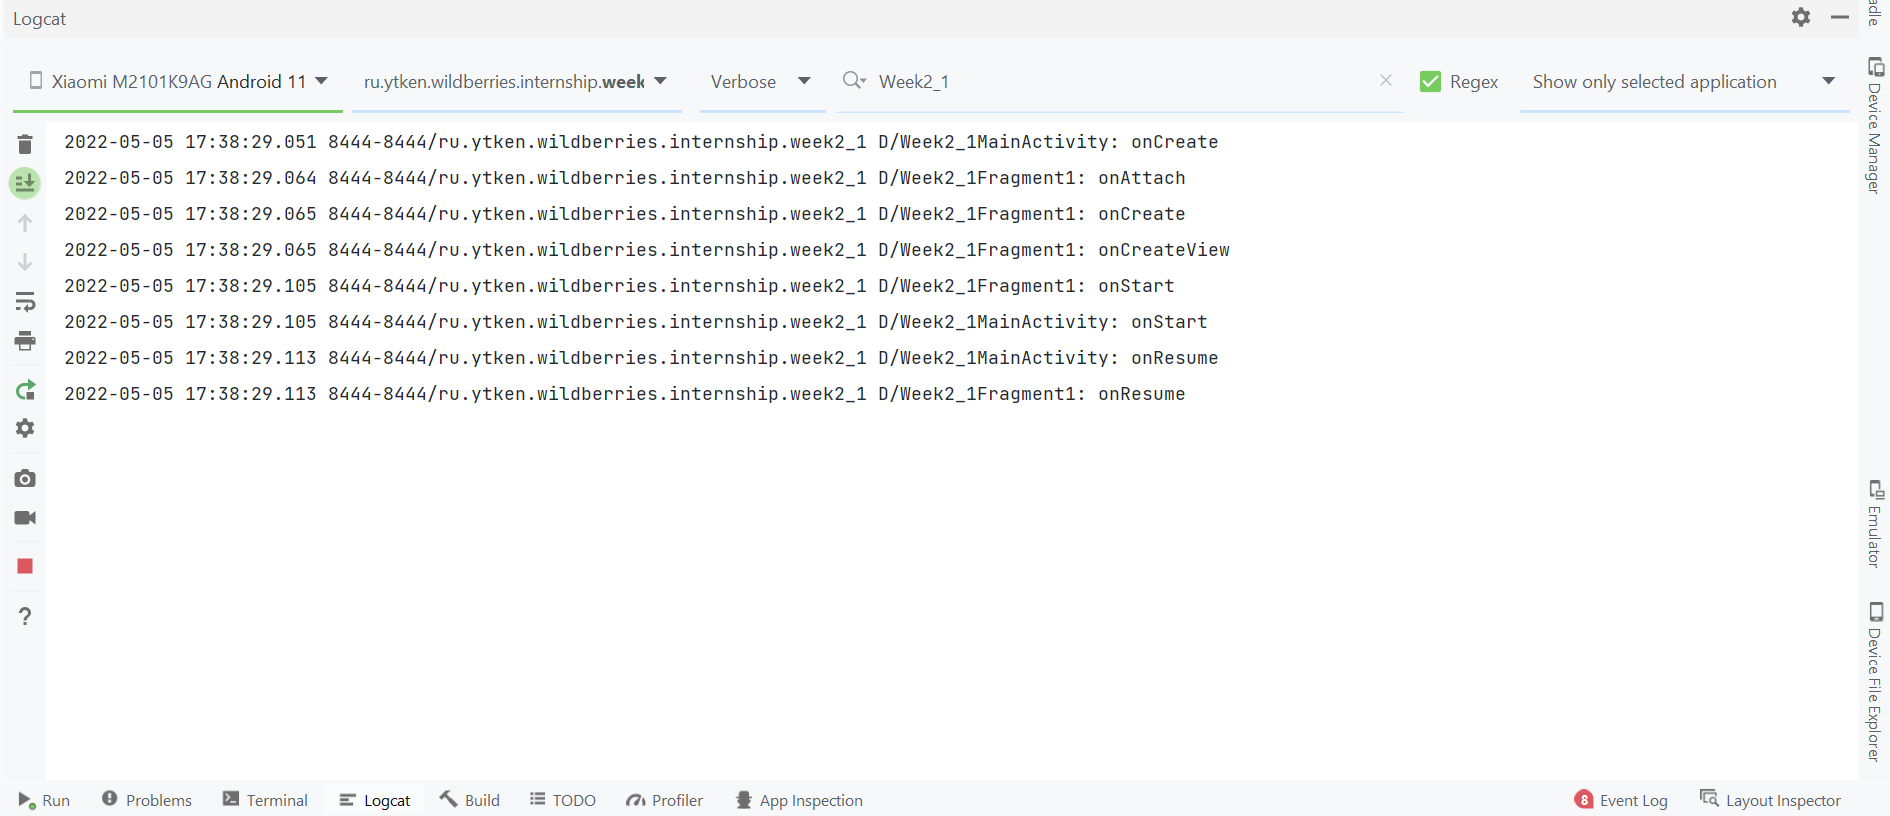 Logcat
Xiaomi M2101K9AG Android 11 ru.ytken.wildberries.internship.week Verbose Week2_1 Regex Show only selected application
2022-05-05 17:38:29.051 8444-8444/ru.ytken.wildberries.internship.week2_1 D/Week2_1MainActivity: onCreate
2022-05-05 17:38:29.064 8444-8444/ru.ytken.wildberries.internship.week2_1 D/Week2_1Fragment1: onAttach
2022-05-05 17:38:29.065 8444-8444/ru.ytken.wildberries.internship.week2_1 D/Week2_1Fragment1: onCreate
2022-05-05 17:38:29.065 8444-8444/ru.ytken.wildberries.internship.week2_1 D/Week2_1Fragment1: onCreateView
2022-05-05 17:38:29.105 8444-8444/ru.ytken.wildberries.internship.week2_1 D/Week2_1Fragment1: onStart
2022-05-05 17:38:29.105 8444-8444/ru.ytken.wildberries.internship.week2_1 D/Week2_1MainActivity: onStart
2022-05-05 17:38:29.113 8444-8444/ru.ytken.wildberries.internship.week2_1 D/Week2_1MainActivity: onResume
2022-05-05 17:38:29.113 8444-8444/ru.ytken.wildberries.internship.week2_1 D/Week2_1Fragment1: onResume
Device Manager
Emulator
Device File Explorer
Run Problems Terminal Logcat Build TODO Profiler App Inspection 8 Event Log Layout Inspector